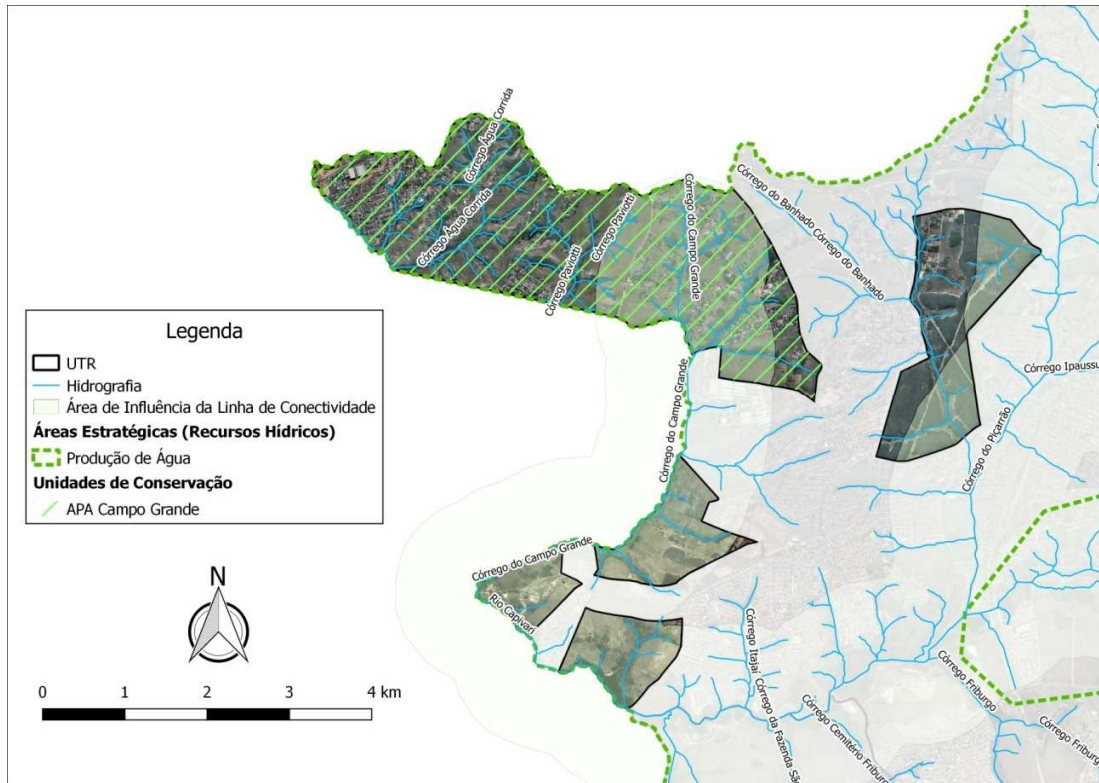 Córrego Água Corrida
Córrego Água Corrida
Córrego Paviotti
Córrego Paviotti
Córrego do Campo Grande
Córrego do Banhado
Córrego do Banhado
Córrego Ipaussu
Córrego do Piçarrão
Córrego do Campo Grande
Córrego do Campo Grande
Rio Capivari
Córrego Itajaí
Córrego da Fazenda São
Córrego Cemitério Friburgo
Córrego Friburgo
Córrego Friburgo
Legenda
UTR
Hidrografia
Área de Influência da Linha de Conectividade
Áreas Estratégicas (Recursos Hídricos)
Produção de Água
Unidades de Conservação
APA Campo Grande
N
0 1 2 3 4 km